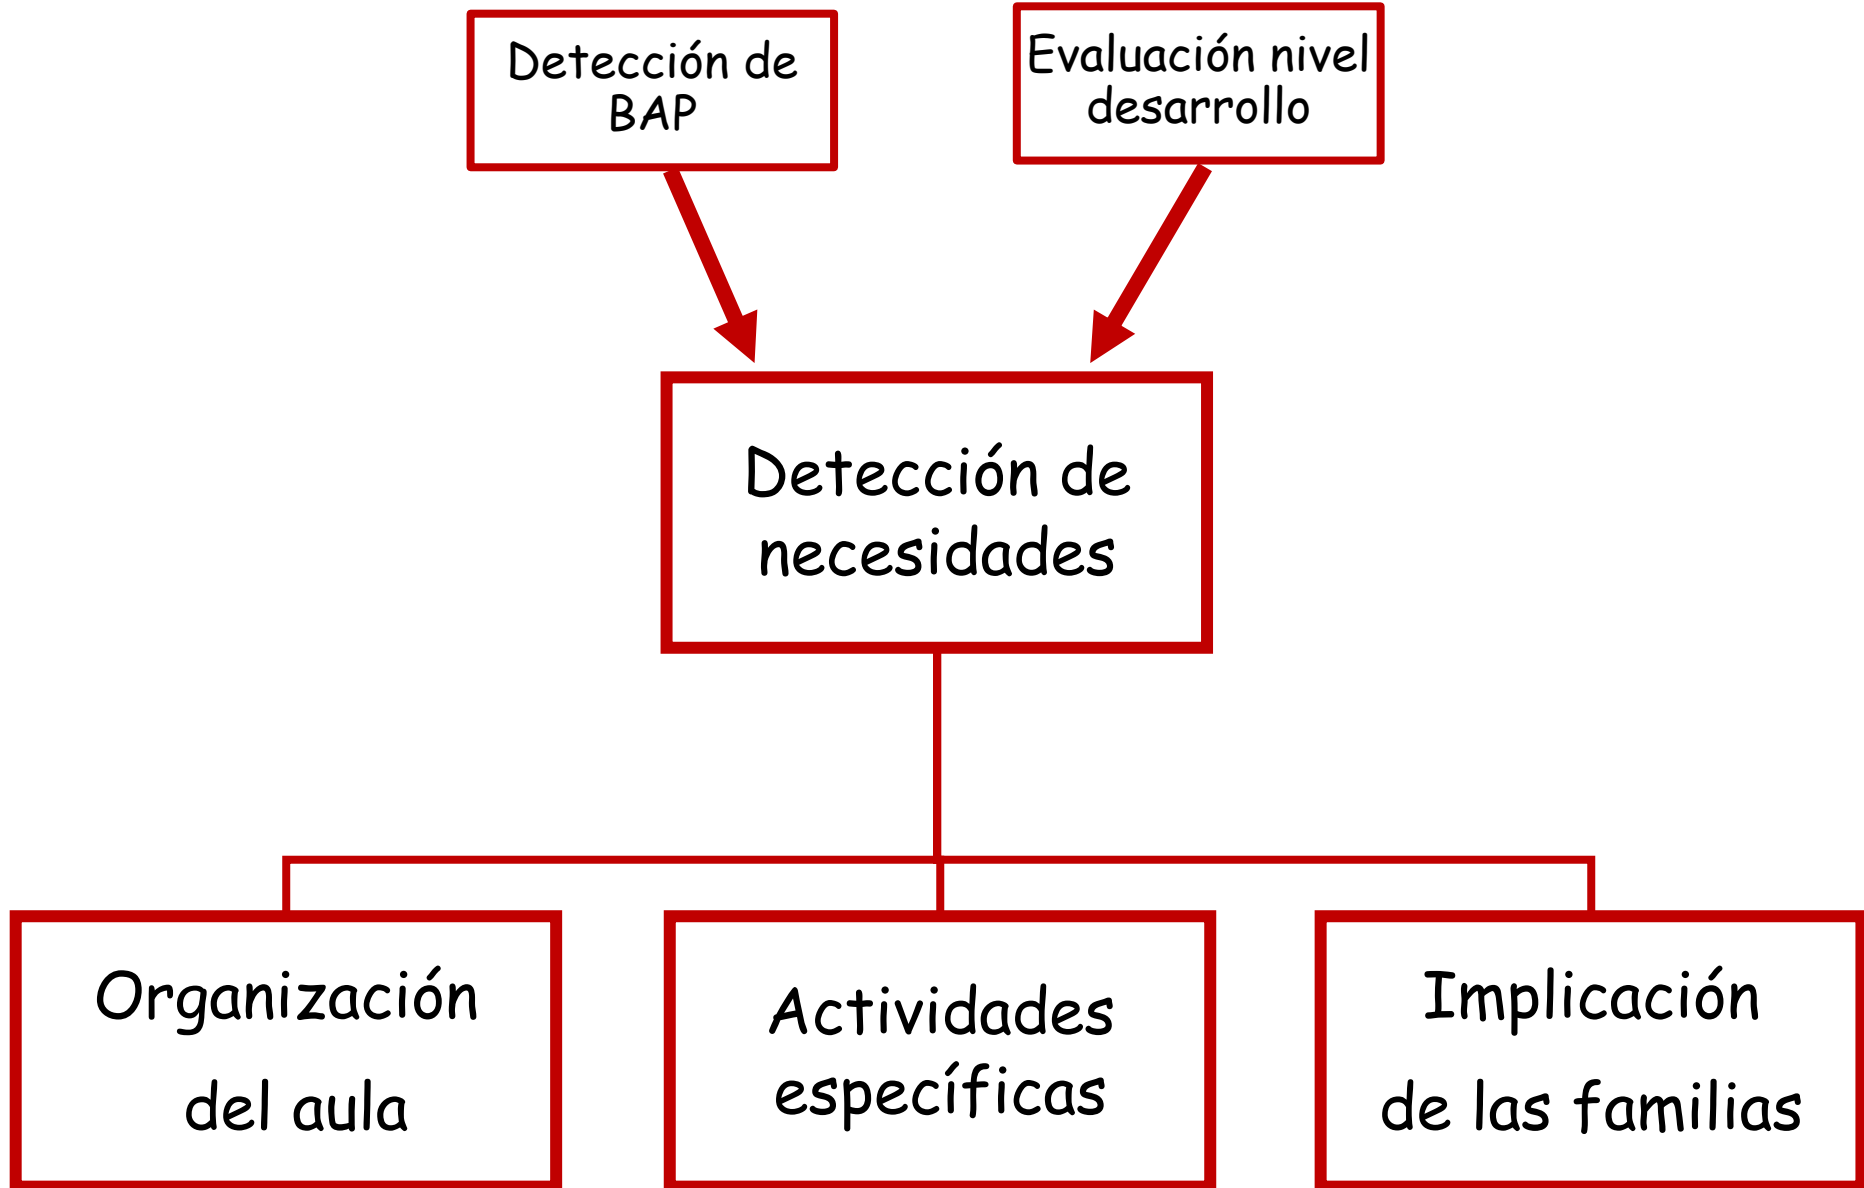 Detección de
BAP
Evaluación nivel
desarrollo
Detección de
necesidades
Organización
del aula
Actividades
específicas
Implicación
de las familias